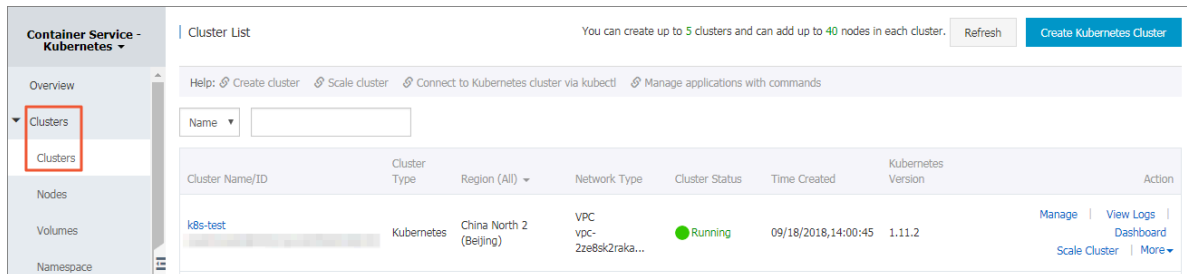 Container Service -
Kubernetes
Cluster List
You can create up to 5 clusters and can add up to 40 nodes in each cluster.
Refresh
Create Kubernetes Cluster
Overview
Clusters
Clusters
Nodes
Volumes
Namespace
Help: Create cluster Scale cluster Connect to Kubernetes cluster via kubectl Manage applications with commands
Name
Cluster Name/ID
Cluster
Type
Region (All)
Network Type
Cluster Status
Time Created
Kubernetes
Version
Action
k8s-test
Kubernetes
China North 2
(Beijing)
VPC
vpc-
2ze8sk2raka...
Running
09/18/2018,14:00:45
1.11.2
Manage | View Logs |
Dashboard
Scale Cluster | More